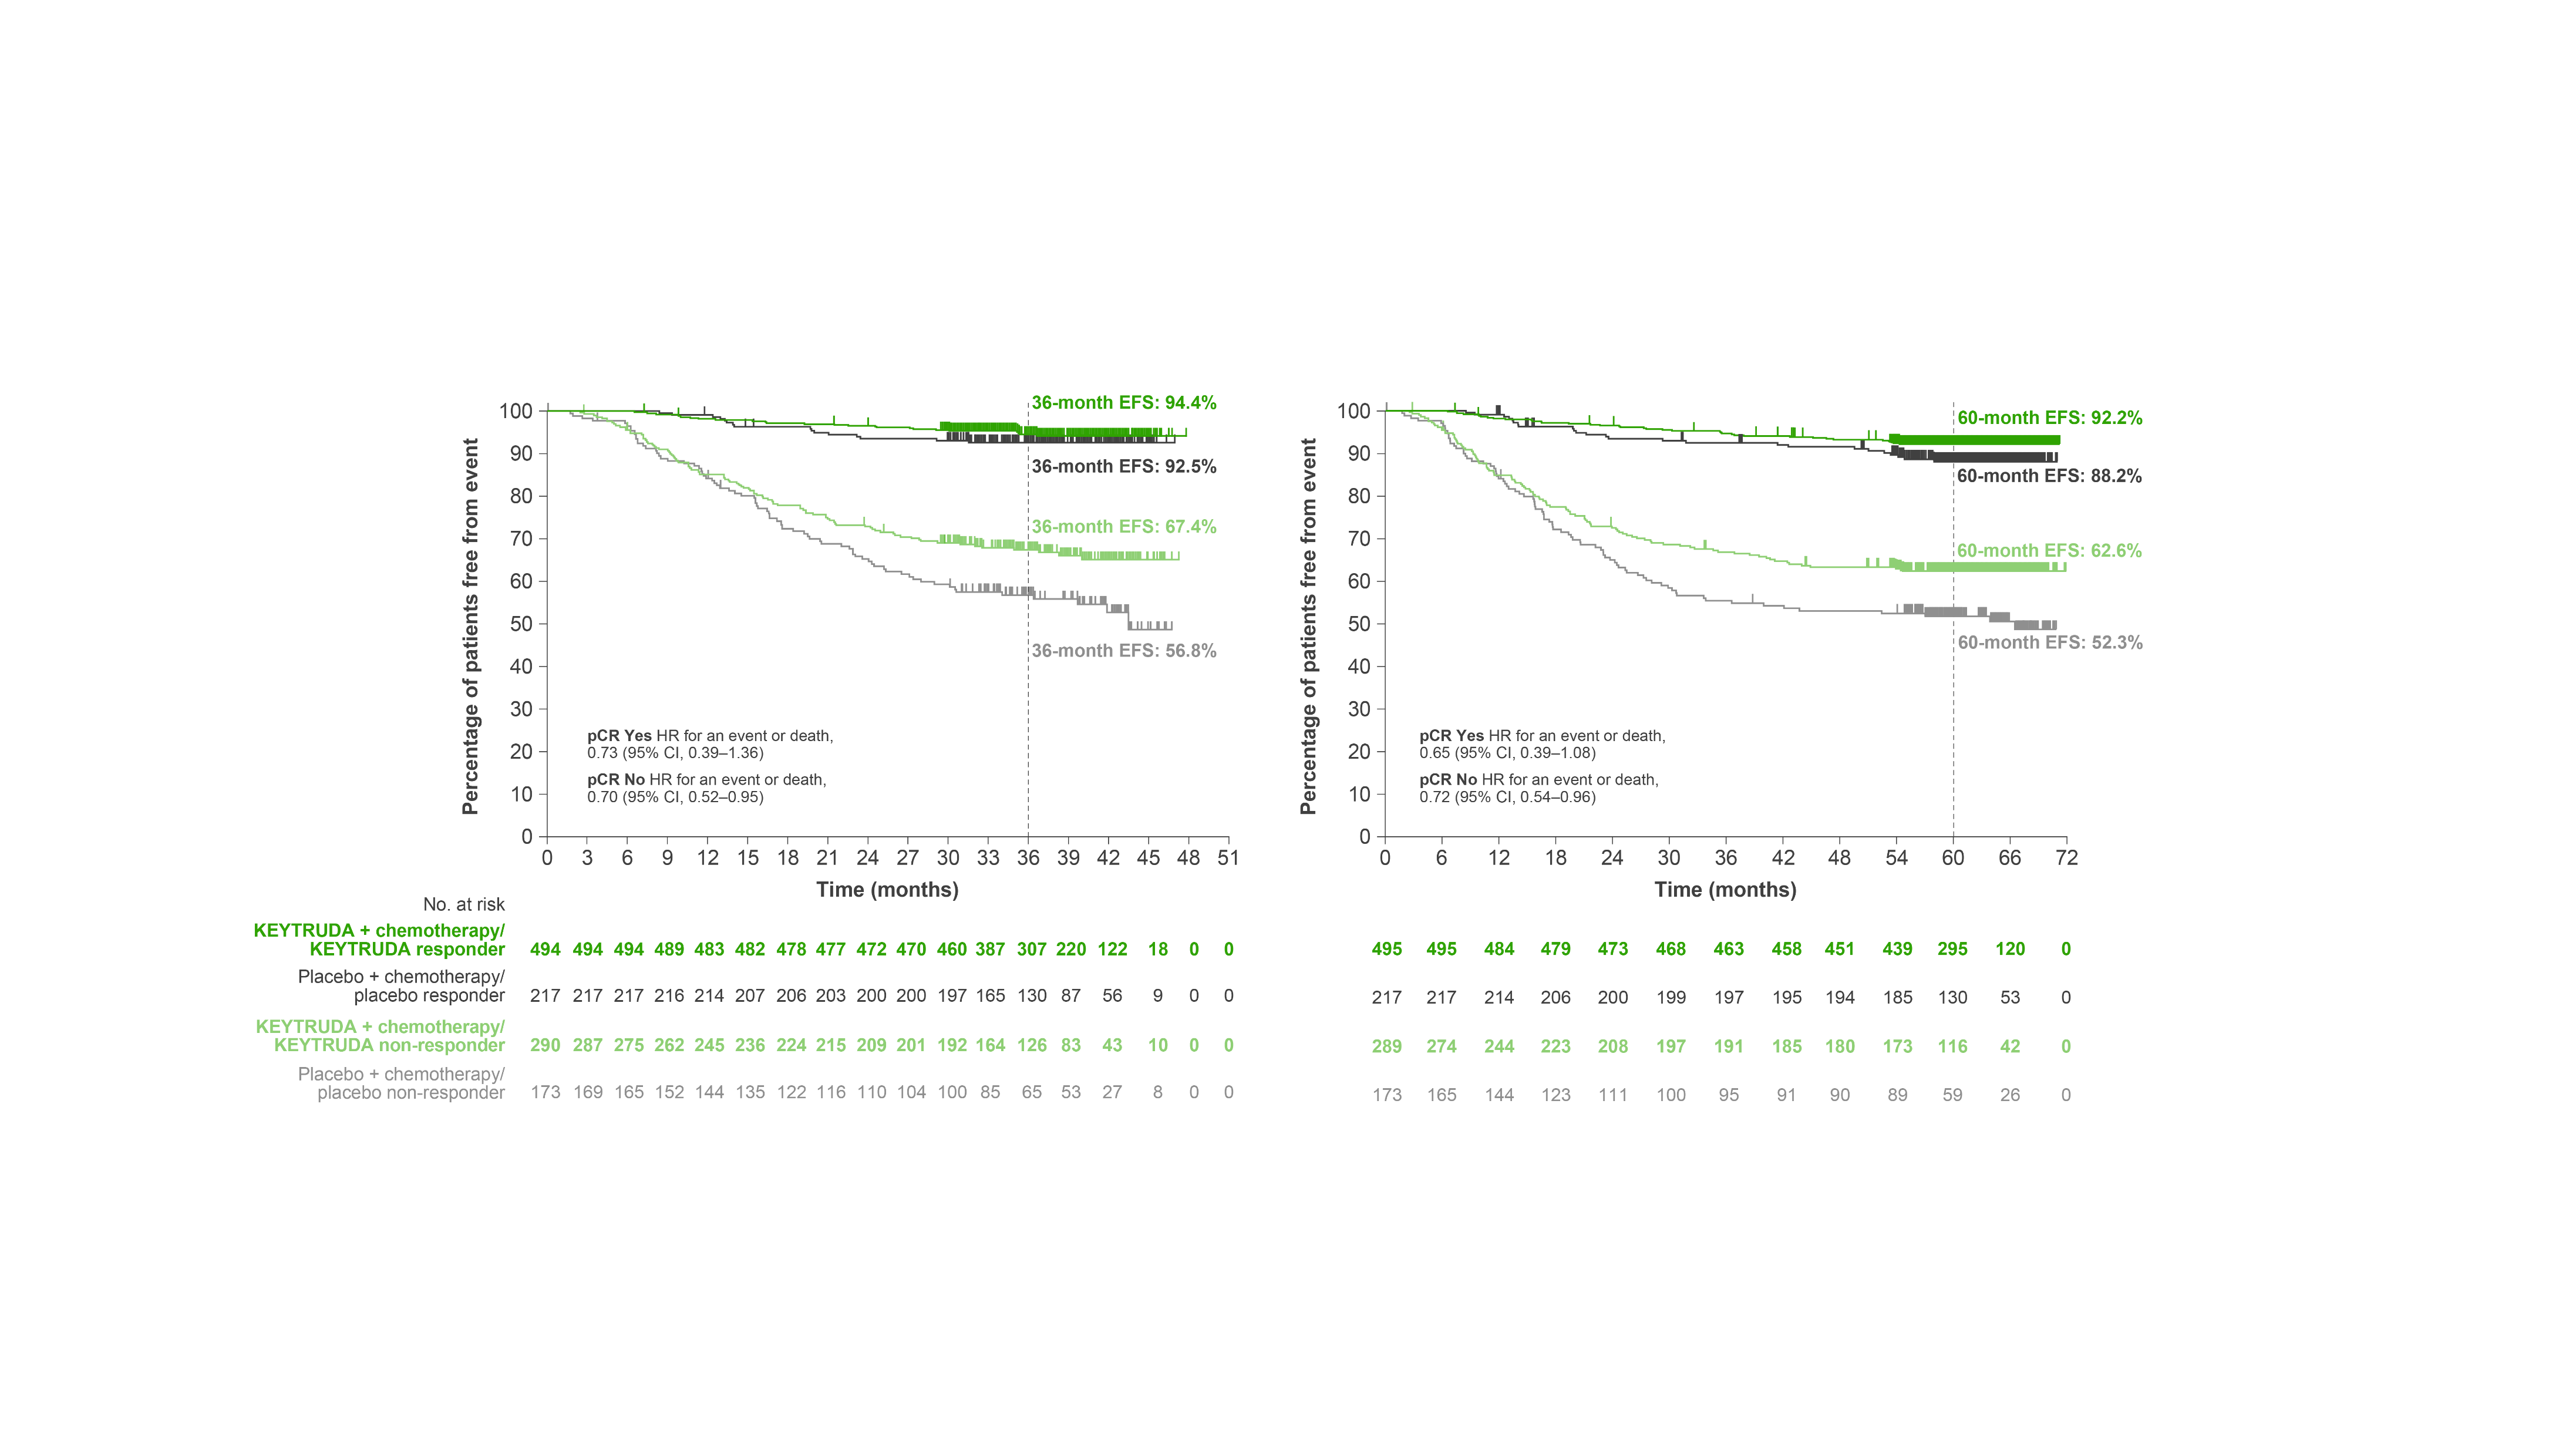 Percentage of patients free from event
100
90
80
70
60
50
40
30
20
10
0
36-month EFS: 94.4%
36-month EFS: 92.5%
36-month EFS: 67.4%
36-month EFS: 56.8%
pCR Yes HR for an event or death,
0.73 (95% CI, 0.39–1.36)
pCR No HR for an event or death,
0.70 (95% CI, 0.52–0.95)
0 3 6 9 12 15 18 21 24 27 30 33 36 39 42 45 48 51
Time (months)
Percentage of patients free from event
100
90
80
70
60
50
40
30
20
10
0
60-month EFS: 92.2%
60-month EFS: 88.2%
60-month EFS: 62.6%
60-month EFS: 52.3%
pCR Yes HR for an event or death,
0.65 (95% CI, 0.39–1.08)
pCR No HR for an event or death,
0.72 (95% CI, 0.54–0.96)
0 6 12 18 24 30 36 42 48 54 60 66 72
Time (months)
No. at risk
KEYTRUDA + chemotherapy/
KEYTRUDA responder 494 494 494 489 483 482 478 477 472 470 460 387 307 220 122 18 0 0 495 495 484 479 473 468 463 458 451 439 295 120 0
Placebo + chemotherapy/
placebo responder 217 217 217 216 214 207 206 203 200 200 197 165 130 87 56 9 0 0 217 217 214 206 200 199 197 195 194 185 130 53 0
KEYTRUDA + chemotherapy/
KEYTRUDA non-responder 290 287 275 262 245 236 224 215 209 201 192 164 126 83 43 10 0 0 289 274 244 223 208 197 191 185 180 173 116 42 0
Placebo + chemotherapy/
placebo non-responder 173 169 165 152 144 135 122 116 110 104 100 85 65 53 27 8 0 0 173 165 144 123 111 100 95 91 90 89 59 26 0